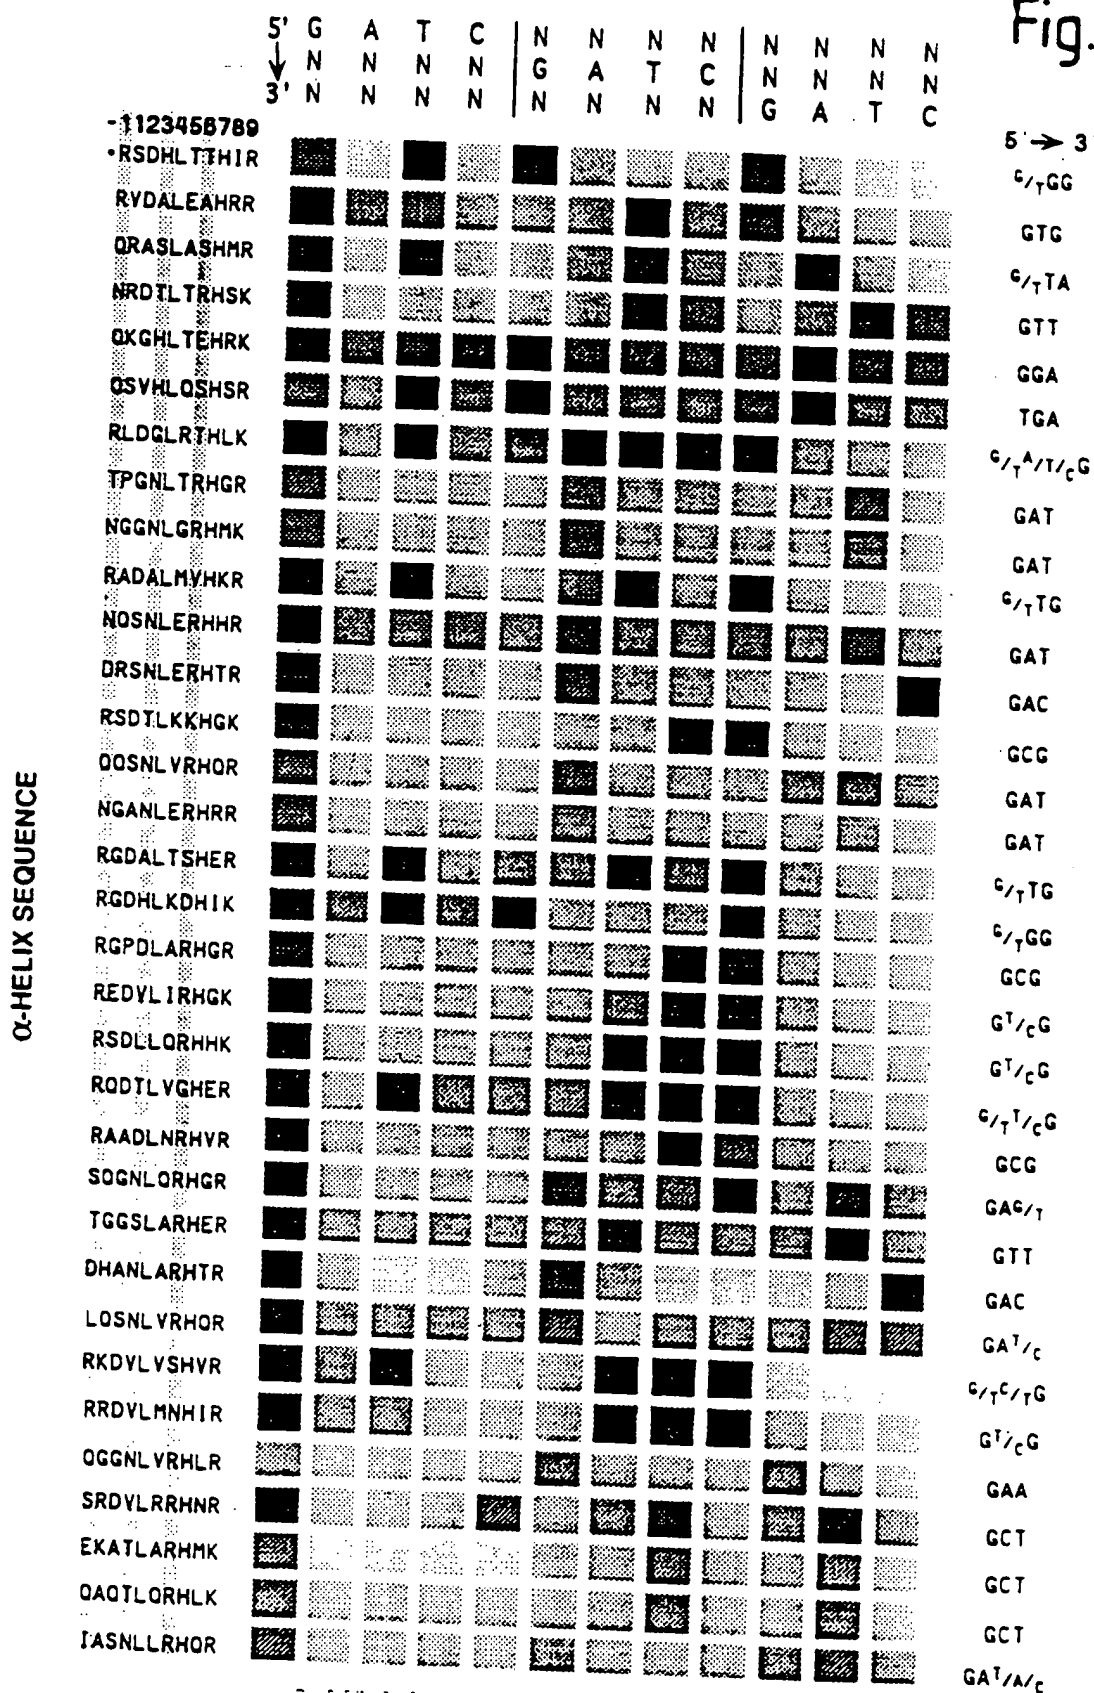 Fig.
5' G A T C N N N N N N N N
N N N N G A T C N N N N
3' N N N N N N N N G A T C
-1123456789
5' → 3'
RSDHLTTHIR G/TGG
RVDALEAHRR GTG
QRASLASHMR G/TTA
NRDTLTRHSK GTT
QKGHLTEHRK GGA
QSVHLQSHSR TGA
RLDGLRTHLK G/TA/T/CG
TPGNLTRHGR GAT
NGGNLGRHMK GAT
RADALMVHKR G/TTG
NQSNLERHHR GAT
DRSNLERHTR GAC
RSDTLKKHGK GCG
QQSNLVRHQR GAT
NGANLERHRR GAT
RGDALTSHER G/TTG
RGDHLKDHIK G/TGG
RGPDLARHGR GCG
REDVLIRHGK GT/CG
RSDLLQRHHK GT/CG
RQDTLVGHER G/TT/CG
RAADLNRHVR GCG
SQGNLQRHGR GAG/T
TGGSLARHER GTT
DHANLARHTR GAC
LQSNLVRHQR GAT/C
RKDVLVSHVR G/TC/TG
RRDVLMNHIR GT/CG
QGGNLVRHLR GAA
SRDVLRRHNR GCT
EKATLARHMK GCT
QAQTLQRHLK GCT
IASNLLRHQR GAT/A/C
α-HELIX SEQUENCE